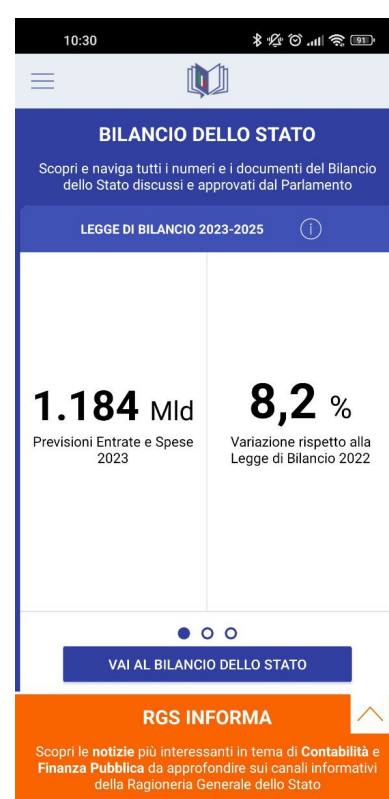 10:30
91
BILANCIO DELLO STATO
Scopri e naviga tutti i numeri e i documenti del Bilancio
dello Stato discussi e approvati dal Parlamento
LEGGE DI BILANCIO 2023-2025
1.184 Mld
Previsioni Entrate e Spese
2023
8,2 %
Variazione rispetto alla
Legge di Bilancio 2022
VAI AL BILANCIO DELLO STATO
RGS INFORMA
Scopri le notizie più interessanti in tema di Contabilità e
Finanza Pubblica da approfondire sui canali informativi
della Ragioneria Generale dello Stato